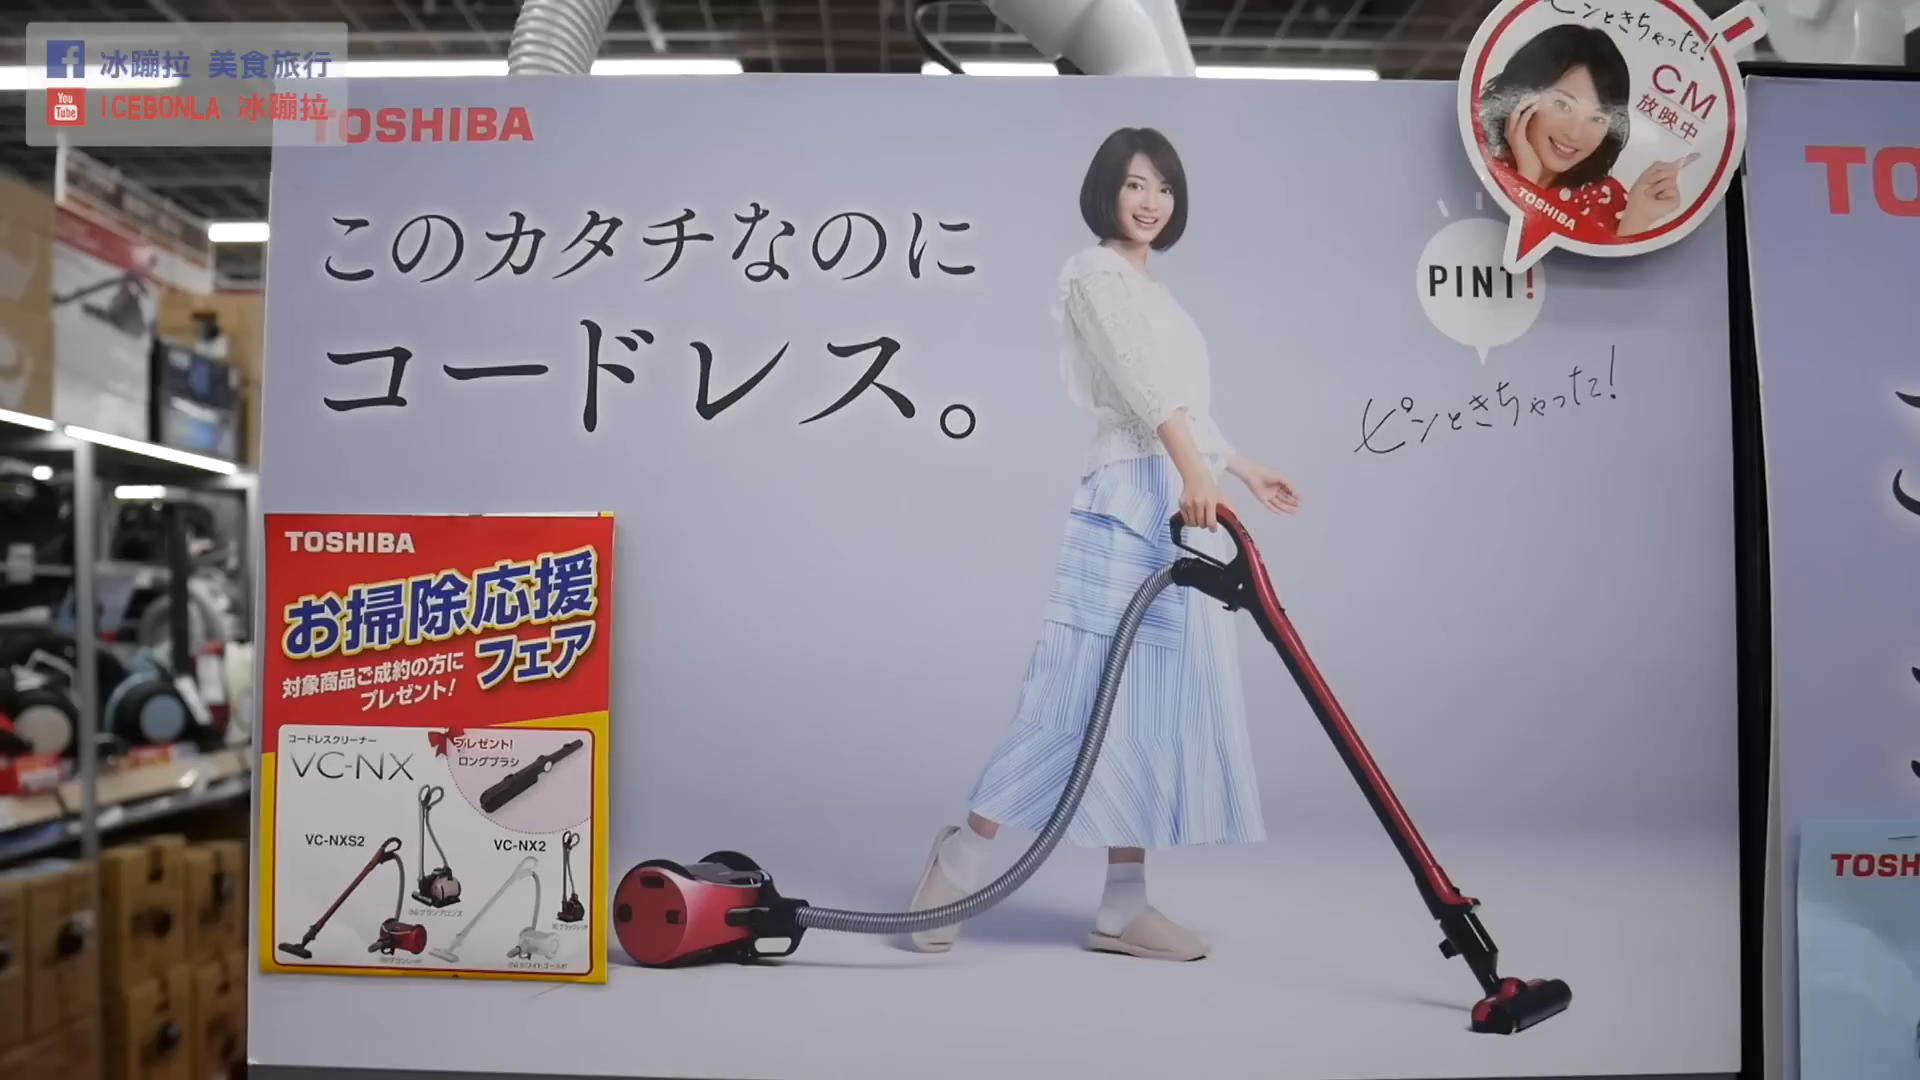 冰蹦拉 美食旅行
ICEBONLA 冰蹦拉
TOSHIBA
このカタチなのに
コードレス。
ピンときちゃった!
CM
放映中
TOSHIBA
PINT!
ピンときちゃった!
TOSHIBA
お掃除応援
フェア
対象商品ご成約の方に
プレゼント!
コードレスクリーナー
VC-NX
プレゼント!
ロングブラシ
VC-NXS2
VC-NX2
TO
TOSH